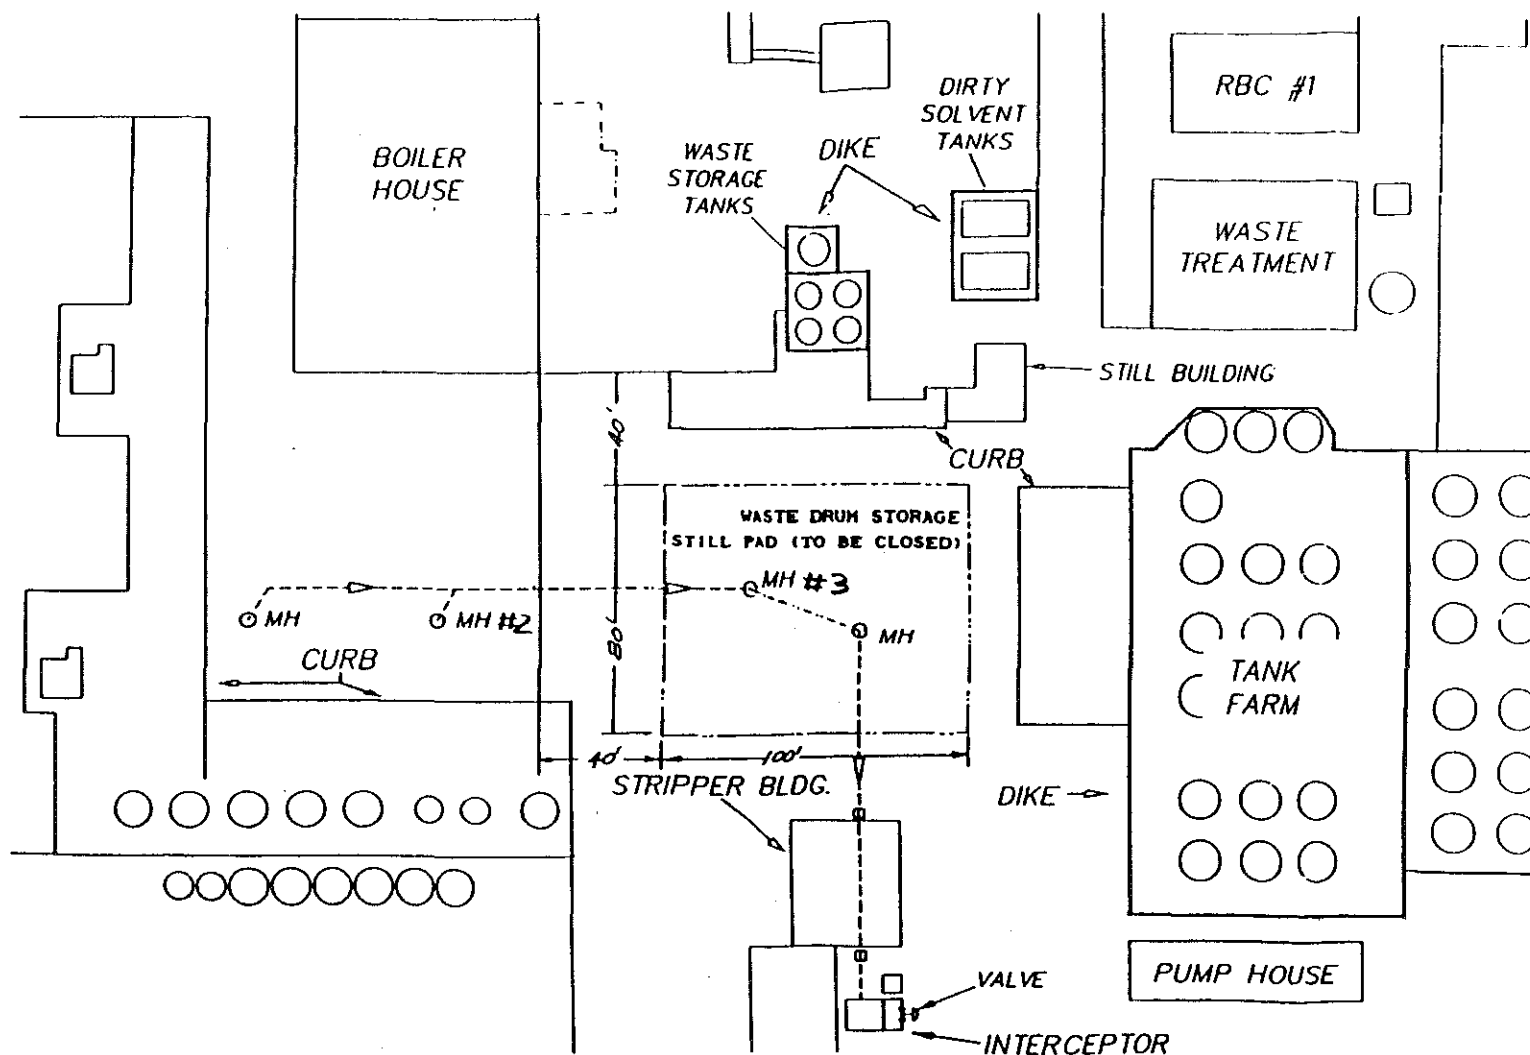 RBC #1
DIRTY
SOLVENT
TANKS
BOILER
HOUSE
WASTE
STORAGE
TANKS
DIKE
WASTE
TREATMENT
STILL BUILDING
40'
CURB
WASTE DRUM STORAGE
STILL PAD (TO BE CLOSED)
MH #3
MH
MH #2
MH
80'
CURB
TANK
FARM
40'
100'
STRIPPER BLDG.
DIKE
PUMP HOUSE
VALVE
INTERCEPTOR